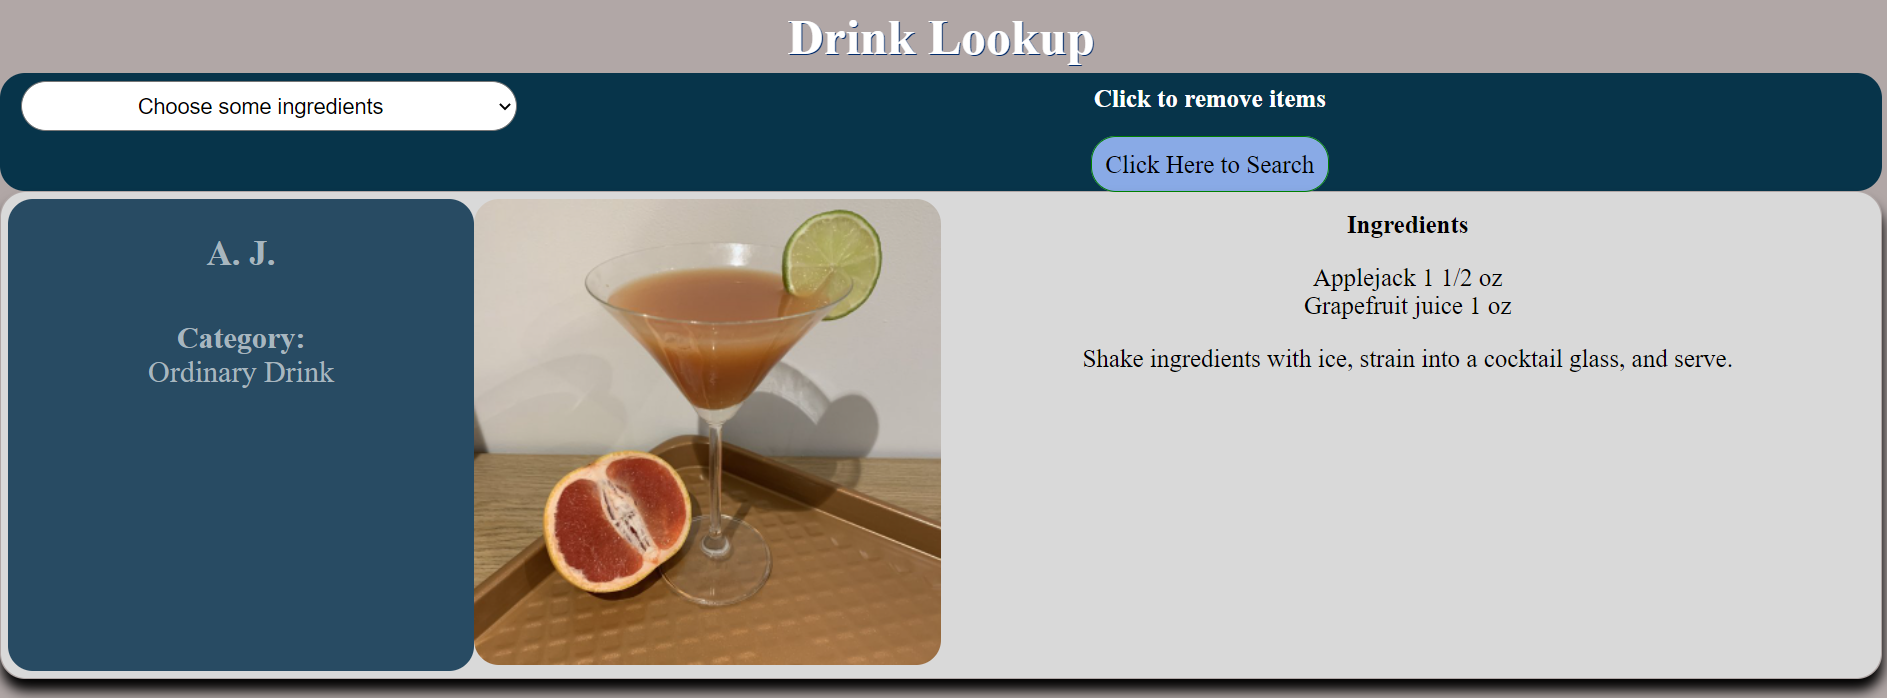 Drink Lookup
Choose some ingredients
Click to remove items
Click Here to Search
A. J.
Category:
Ordinary Drink
Ingredients
Applejack 1 1/2 oz
Grapefruit juice 1 oz
Shake ingredients with ice, strain into a cocktail glass, and serve.